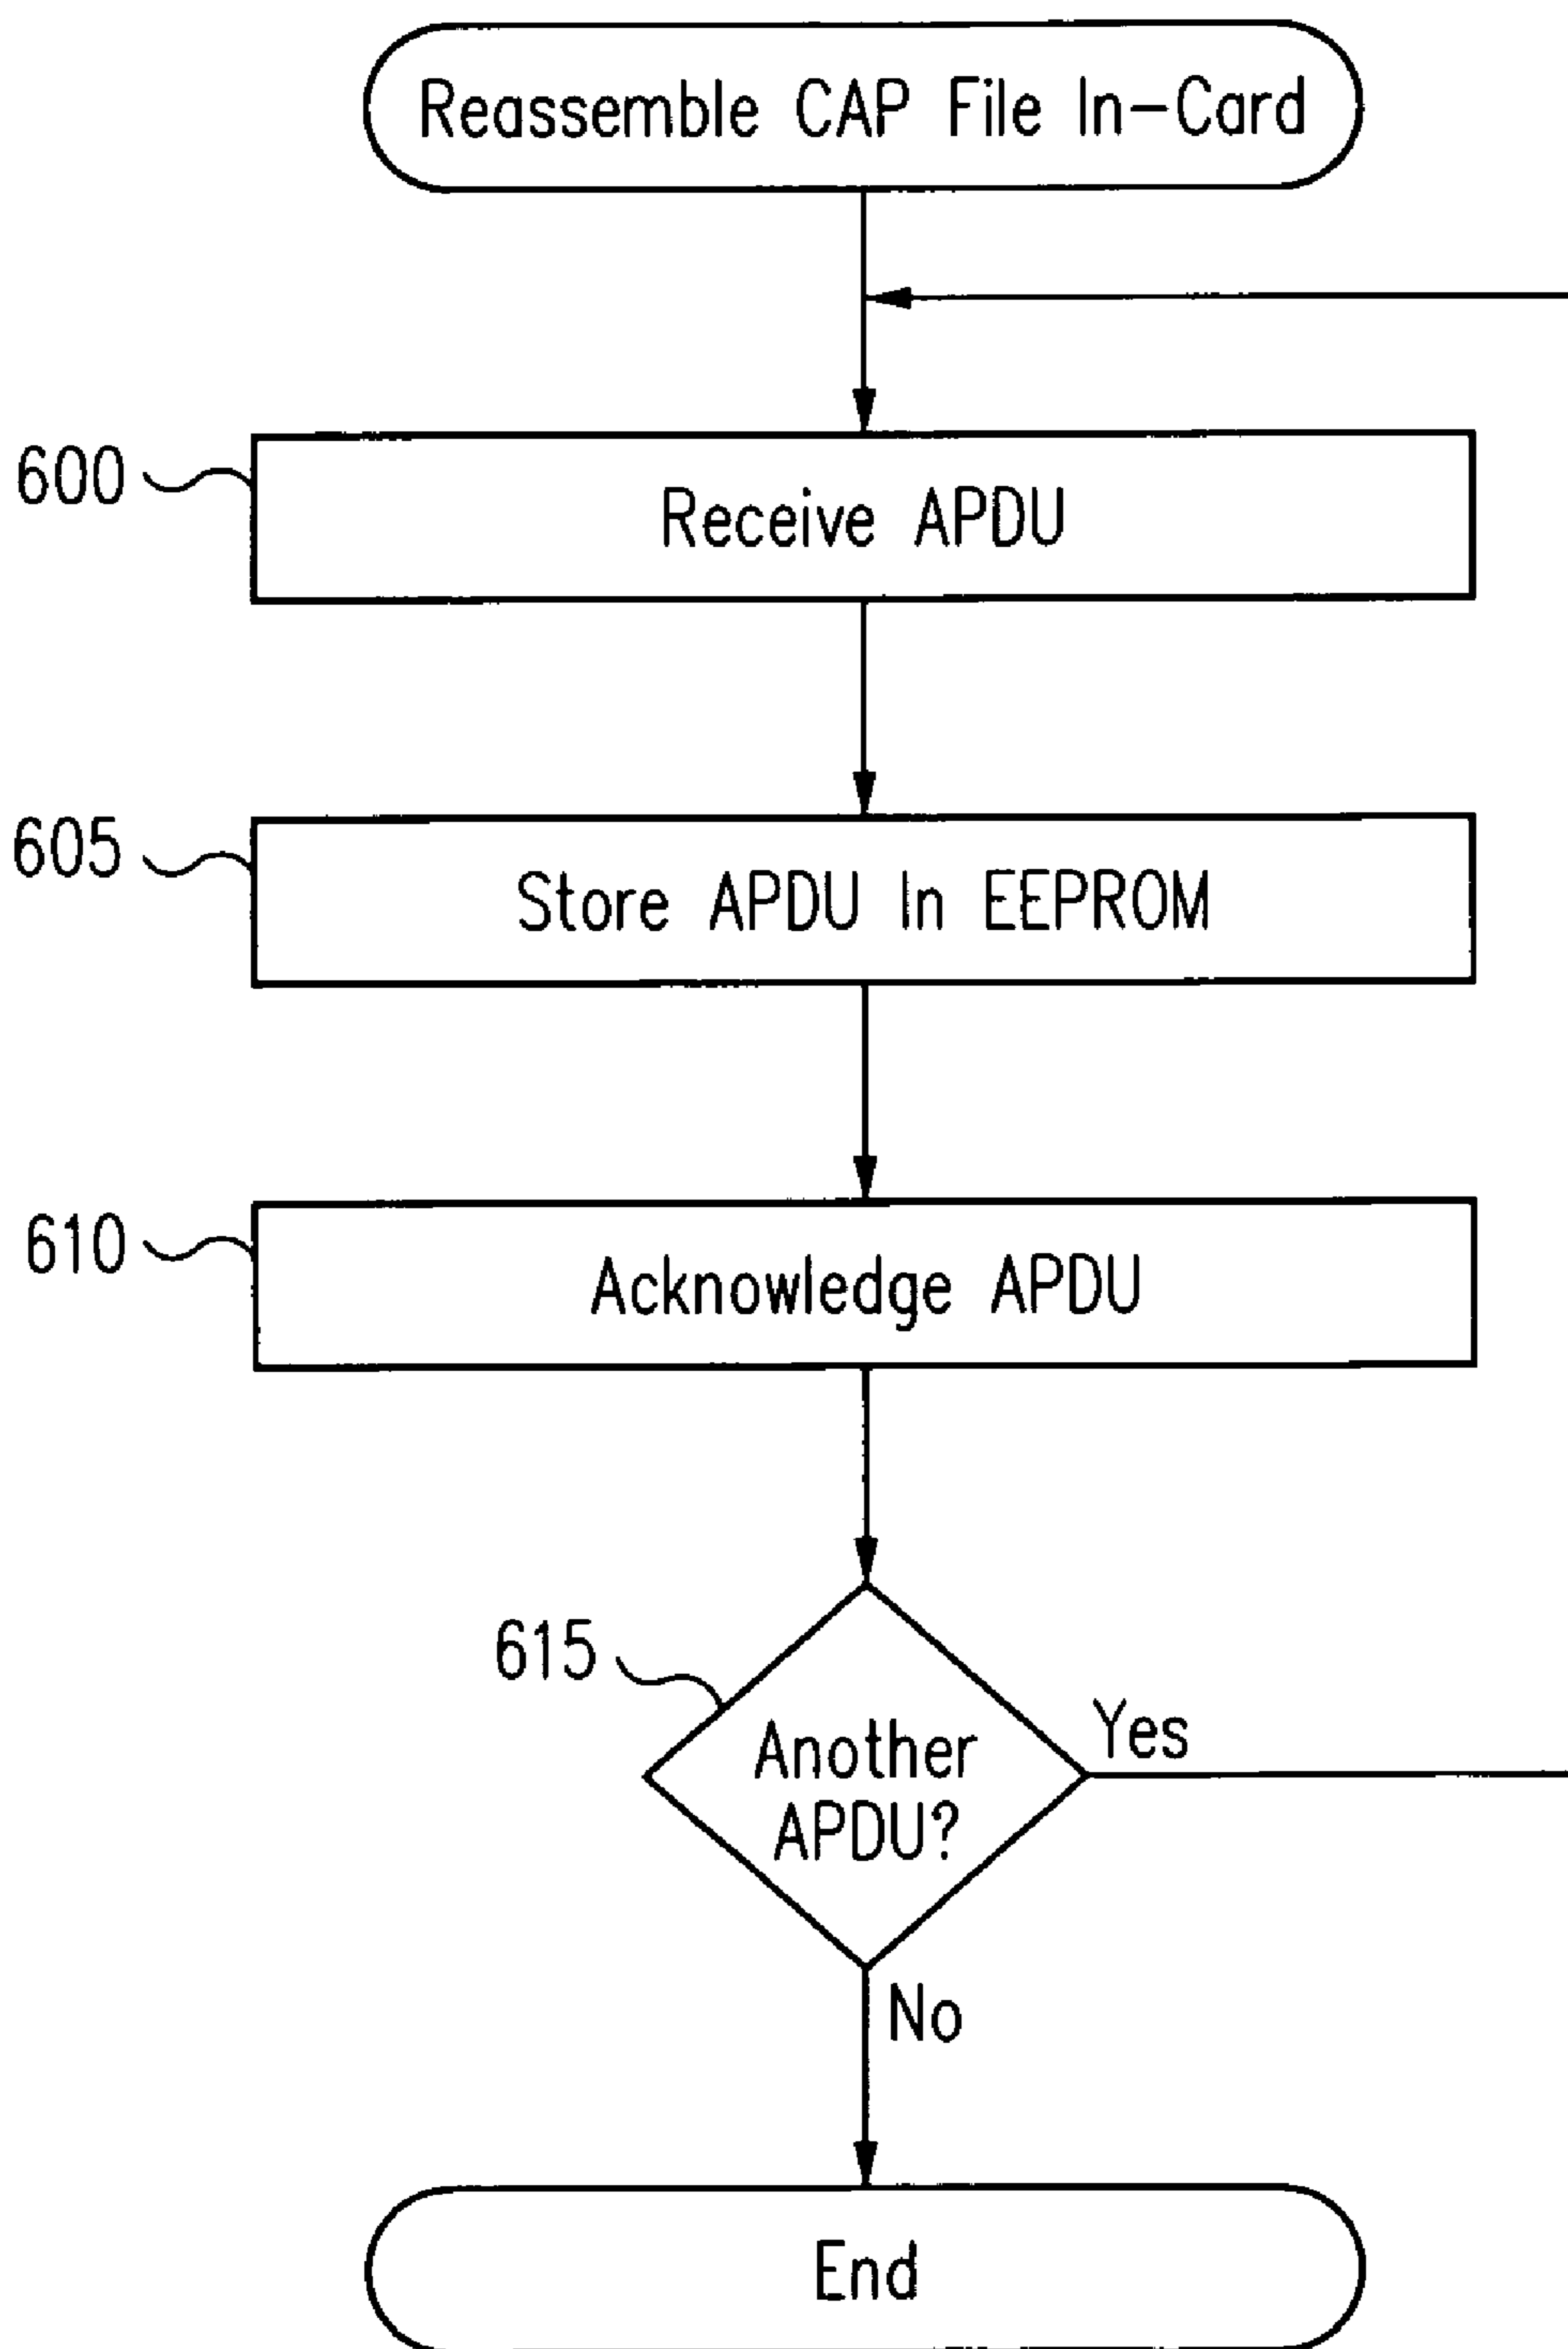 Reassemble CAP File In-Card
600
Receive APDU
605
Store APDU In EEPROM
610
Acknowledge APDU
615
Another
APDU?
Yes
No
End